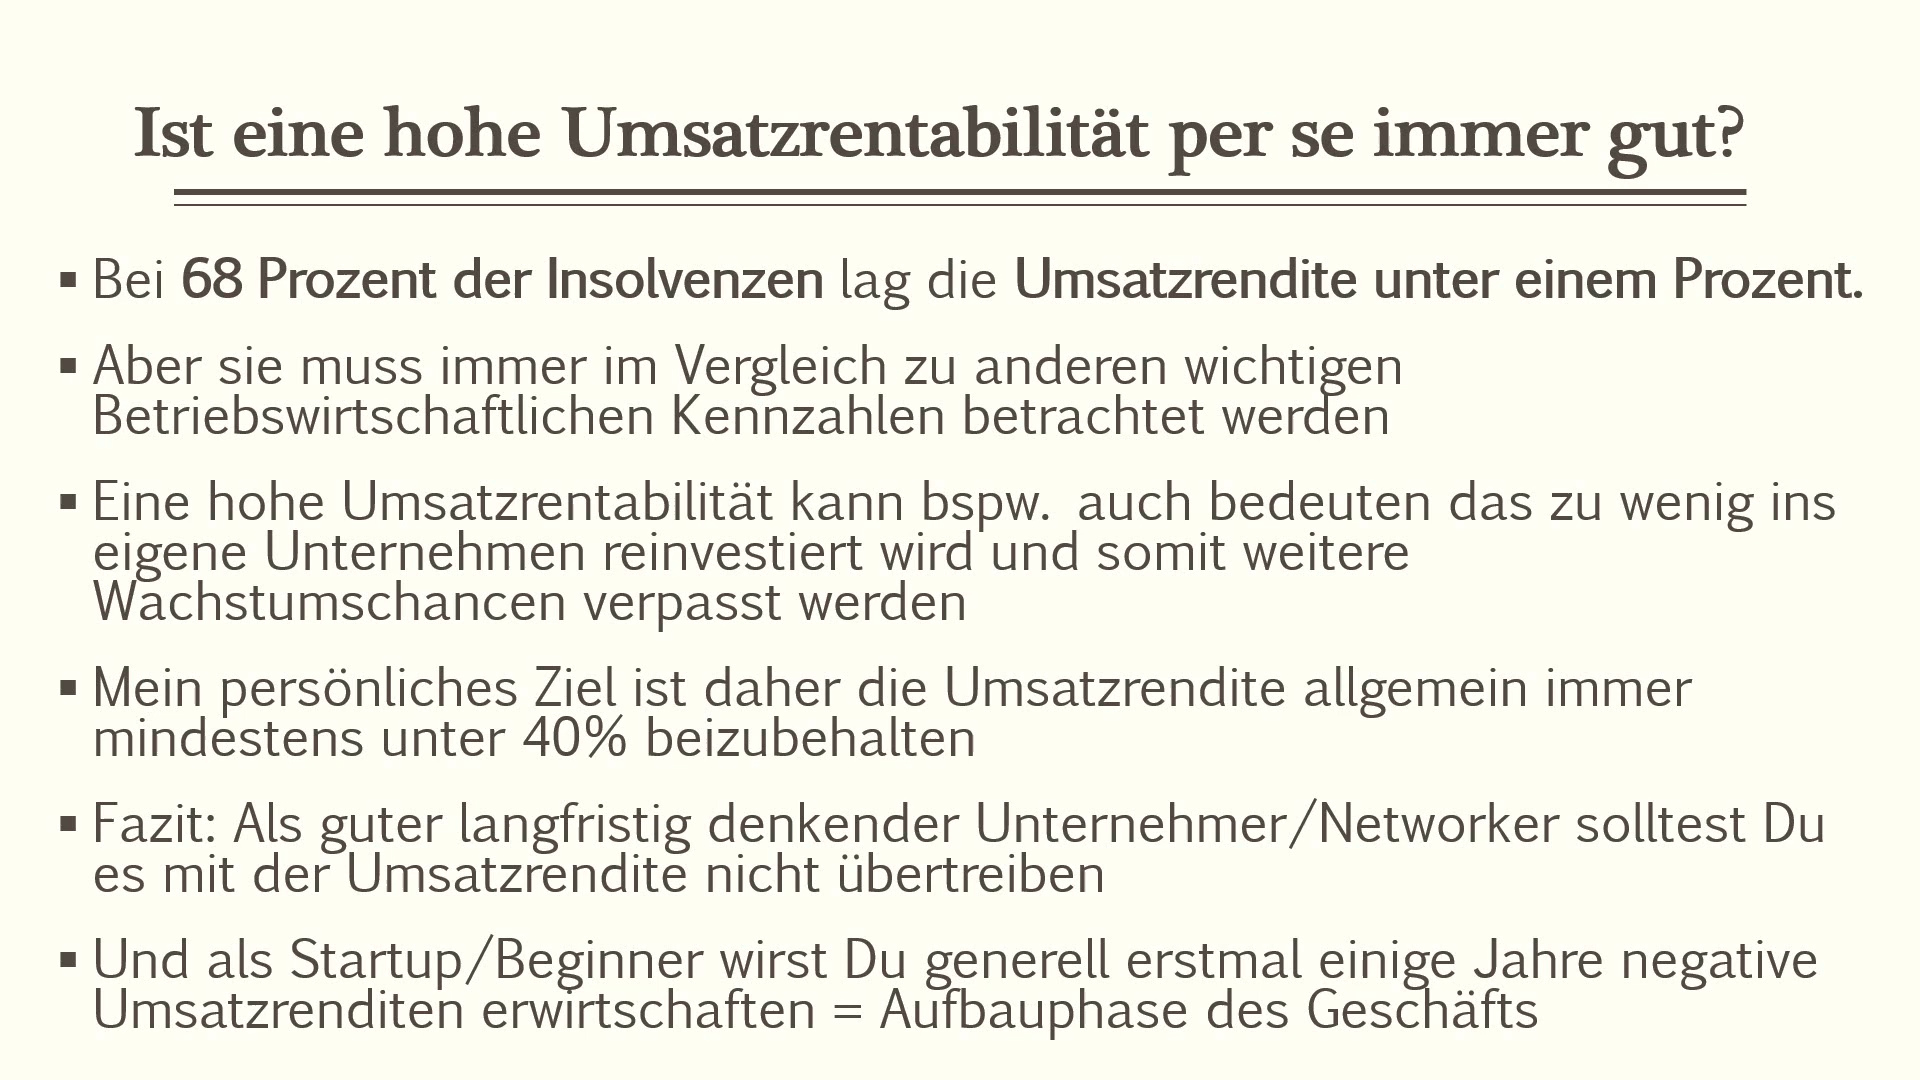 Ist eine hohe Umsatzrentabilität per se immer gut?
▪ Bei 68 Prozent der Insolvenzen lag die Umsatzrendite unter einem Prozent.
▪ Aber sie muss immer im Vergleich zu anderen wichtigen
Betriebswirtschaftlichen Kennzahlen betrachtet werden
▪ Eine hohe Umsatzrentabilität kann bspw.  auch bedeuten das zu wenig ins
eigene Unternehmen reinvestiert wird und somit weitere
Wachstumschancen verpasst werden
▪ Mein persönliches Ziel ist daher die Umsatzrendite allgemein immer
mindestens unter 40% beizubehalten
▪ Fazit: Als guter langfristig denkender Unternehmer/Networker solltest Du
es mit der Umsatzrendite nicht übertreiben
▪ Und als Startup/Beginner wirst Du generell erstmal einige Jahre negative
Umsatzrenditen erwirtschaften = Aufbauphase des Geschäfts